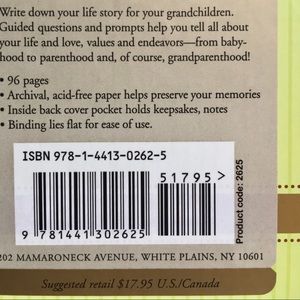 Write down your life story for your grandchildren.
Guided questions and prompts help you tell all about
your life and love, values and endeavors—from baby-
hood to parenthood and, of course, grandparenthood!
• 96 pages
• Archival, acid-free paper helps preserve your memories
• Inside back cover pocket holds keepsakes, notes
• Binding lies flat for ease of use.
ISBN 978-1-4413-0262-5
51795 >
9 781441 302625
Product code: 2625
202 MAMARONECK AVENUE, WHITE PLAINS, NY 10601
Suggested retail $17.95 U.S./Canada